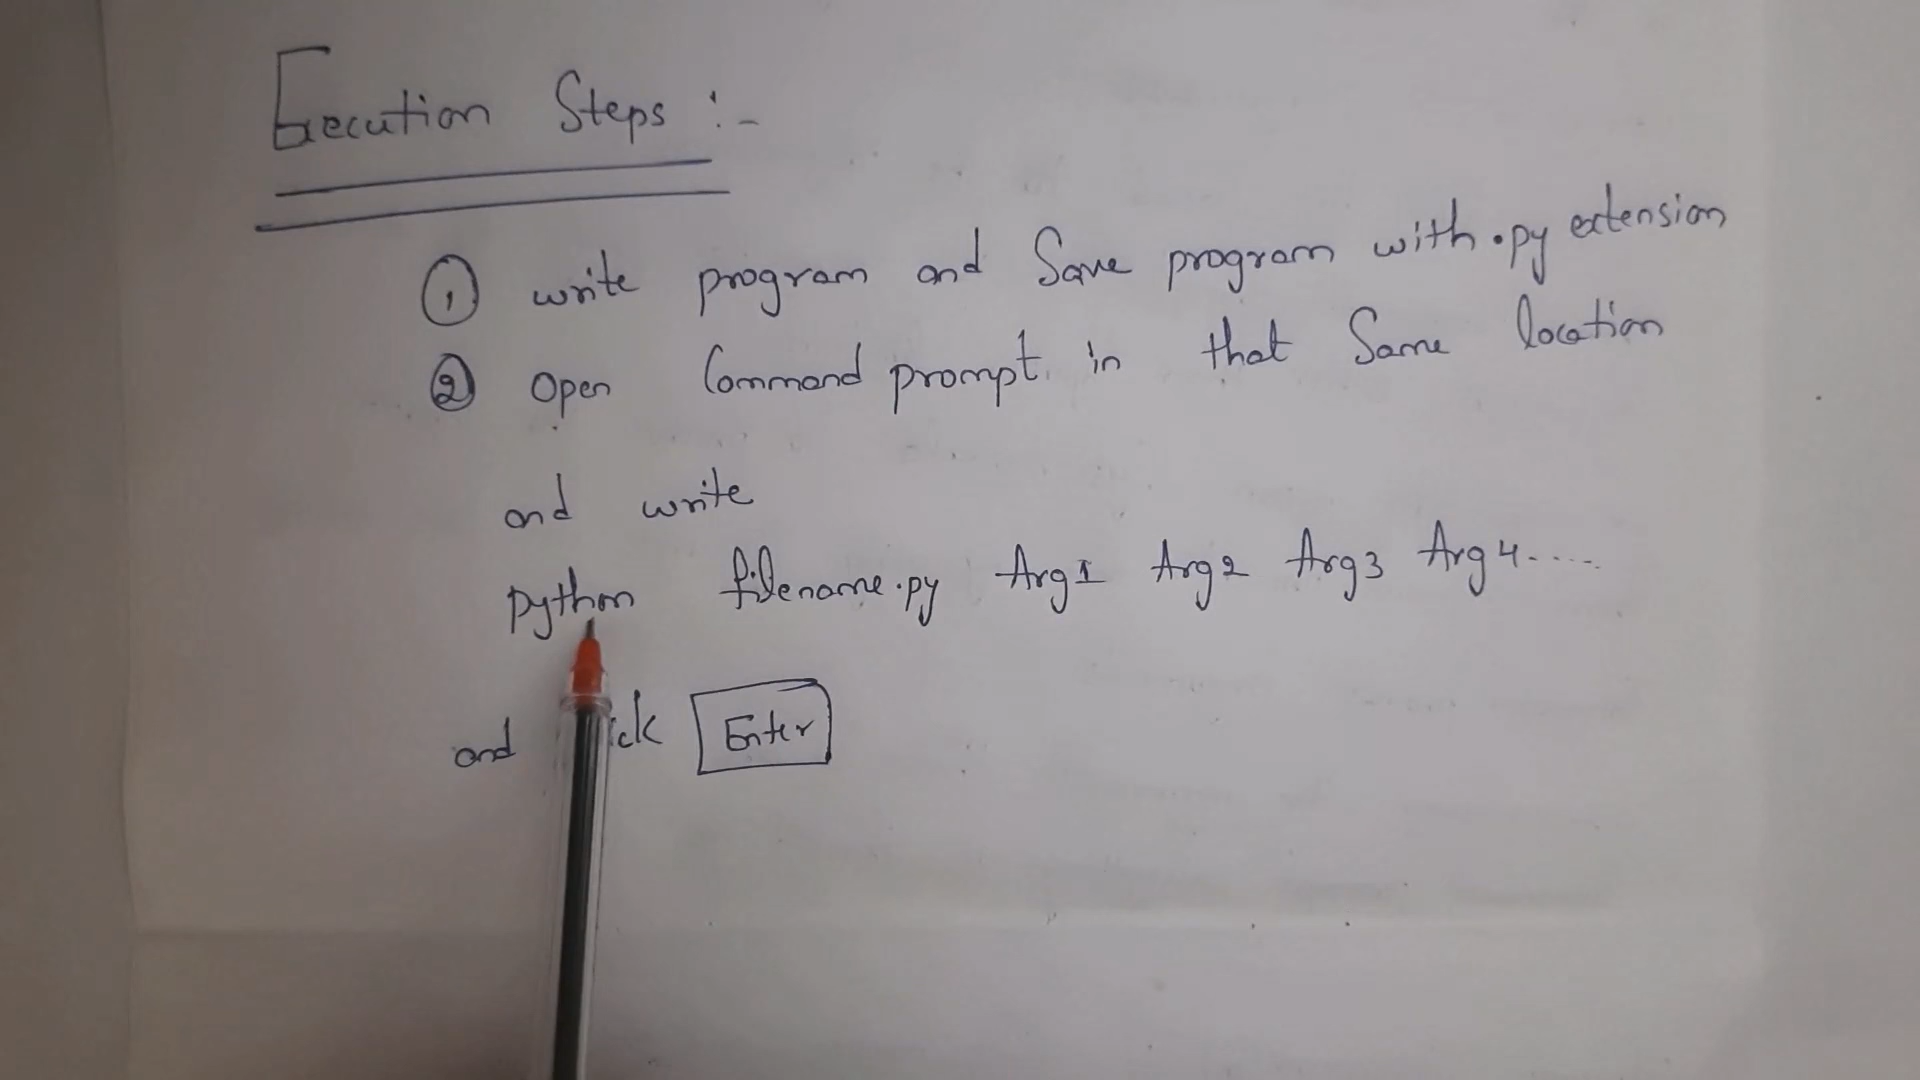 Execution Steps :-
① write program and Save program with .py extension
② open Command prompt in that Same location
and write
python filename.py Arg1 Arg2 Arg3 Arg4.....
and Enter